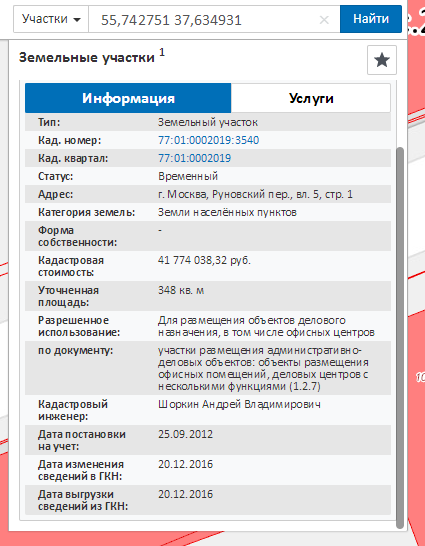 Участки 55,742751 37,634931 Найти
Земельные участки 1
Информация Услуги
Тип: Земельный участок
Кад. номер: 77:01:0002019:3540
Кад. квартал: 77:01:0002019
Статус: Временный
Адрес: г. Москва, Руновский пер., вл. 5, стр. 1
Категория земель: Земли населённых пунктов
Форма
собственности: -
Кадастровая
стоимость: 41 774 038,32 руб.
Уточненная
площадь: 348 кв. м
Разрешенное Для размещения объектов делового
использование: назначения, в том числе офисных центров
по документу: участки размещения административно-
деловых объектов: объекты размещения
офисных помещений, деловых центров с
несколькими функциями (1.2.7)
Кадастровый
инженер: Шоркин Андрей Владимирович
Дата постановки
на учет: 25.09.2012
Дата изменения
сведений в ГКН: 20.12.2016
Дата выгрузки
сведений из ГКН: 20.12.2016